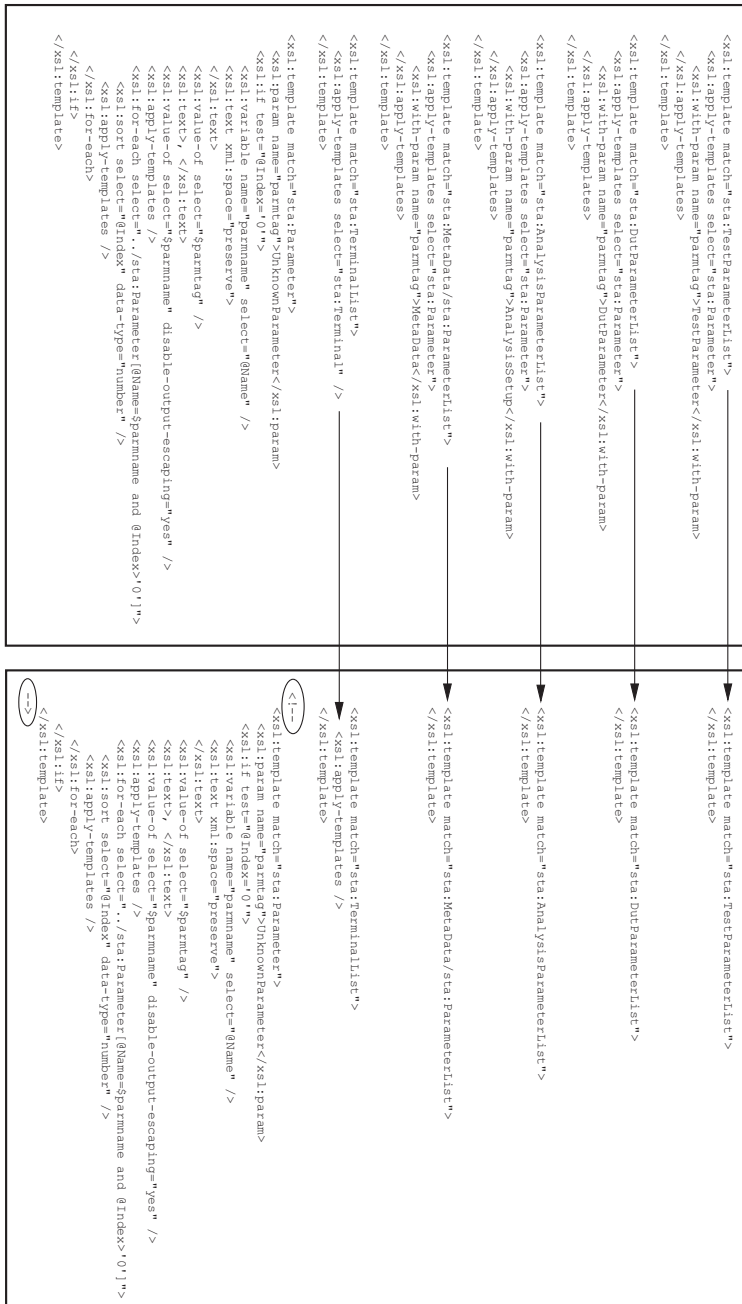 <xsl:template match="sta:TestParameterList">
<xsl:apply-templates select="sta:Parameter">
<xsl:with-param name="parmtag">TestParameter</xsl:with-param>
</xsl:apply-templates>
</xsl:template>
<xsl:template match="sta:DutParameterList">
<xsl:apply-templates select="sta:Parameter">
<xsl:with-param name="parmtag">DutParameter</xsl:with-param>
</xsl:apply-templates>
</xsl:template>
<xsl:template match="sta:AnalysisParameterList">
<xsl:apply-templates select="sta:Parameter">
<xsl:with-param name="parmtag">AnalysisSetup</xsl:with-param>
</xsl:apply-templates>
</xsl:template>
<xsl:template match="sta:MetaData/sta:ParameterList">
<xsl:apply-templates select="sta:Parameter">
<xsl:with-param name="parmtag">MetaData</xsl:with-param>
</xsl:apply-templates>
</xsl:template>
<xsl:template match="sta:TerminalList">
<xsl:apply-templates select="sta:Terminal" />
</xsl:template>
<xsl:template match="sta:Parameter">
<xsl:param name="parmtag">UnknownParameter</xsl:param>
<xsl:if test="@Index='0'">
<xsl:variable name="parmname" select="@Name" />
<xsl:text xml:space="preserve">
</xsl:text>
<xsl:value-of select="$parmtag" />
<xsl:text>, </xsl:text>
<xsl:value-of select="$parmname" disable-output-escaping="yes" />
<xsl:apply-templates />
<xsl:for-each select="../sta:Parameter[@Name=$parmname and @Index>'0']">
<xsl:sort select="@Index" data-type="number" />
<xsl:apply-templates />
</xsl:for-each>
</xsl:if>
</xsl:template>
<xsl:template match="sta:TestParameterList">
</xsl:template>
<xsl:template match="sta:DutParameterList">
</xsl:template>
<xsl:template match="sta:AnalysisParameterList">
</xsl:template>
<xsl:template match="sta:MetaData/sta:ParameterList">
</xsl:template>
<xsl:template match="sta:TerminalList">
<xsl:apply-templates />
</xsl:template>
<!--
<xsl:template match="sta:Parameter">
<xsl:param name="parmtag">UnknownParameter</xsl:param>
<xsl:if test="@Index='0'">
<xsl:variable name="parmname" select="@Name" />
<xsl:text xml:space="preserve">
</xsl:text>
<xsl:value-of select="$parmtag" />
<xsl:text>, </xsl:text>
<xsl:value-of select="$parmname" disable-output-escaping="yes" />
<xsl:apply-templates />
<xsl:for-each select="../sta:Parameter[@Name=$parmname and @Index>'0']">
<xsl:sort select="@Index" data-type="number" />
<xsl:apply-templates />
</xsl:for-each>
</xsl:if>
</xsl:template>
-->